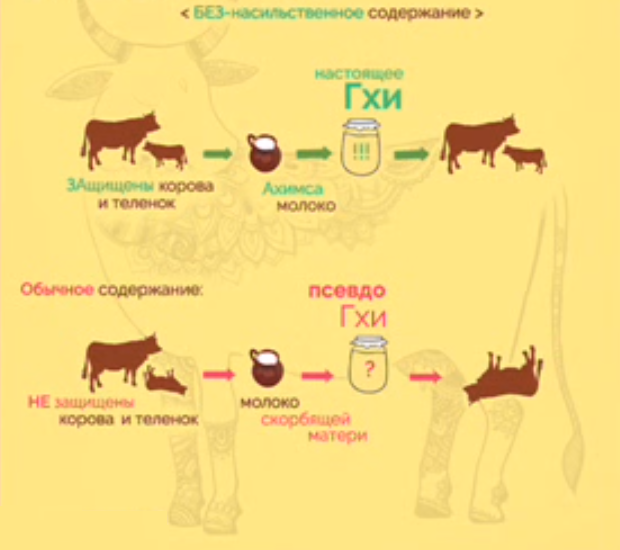 < БЕЗ-насильственное содержание >
настоящее
Гхи
!!!
ЗАщищены корова
и теленок
Ахимса
молоко
Обычное содержание:
псевдо
Гхи
?
НЕ защищены
корова и теленок
молоко
скорбящей
матери